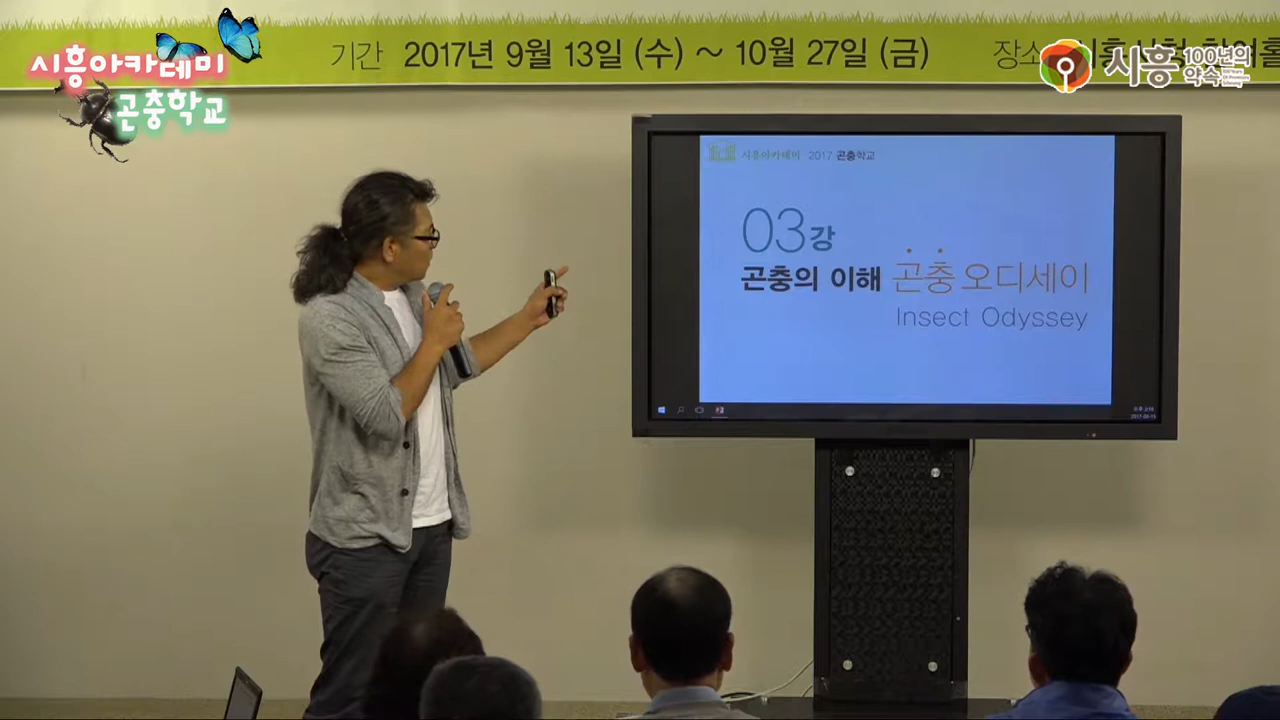 기간 2017년 9월 13일 (수) ~ 10월 27일 (금)
장소
시흥아카데미
곤충학교
시흥 100년의
약속
시흥아카데미 2017 곤충학교
03강
곤충의 이해 곤충 오디세이
Insect Odyssey